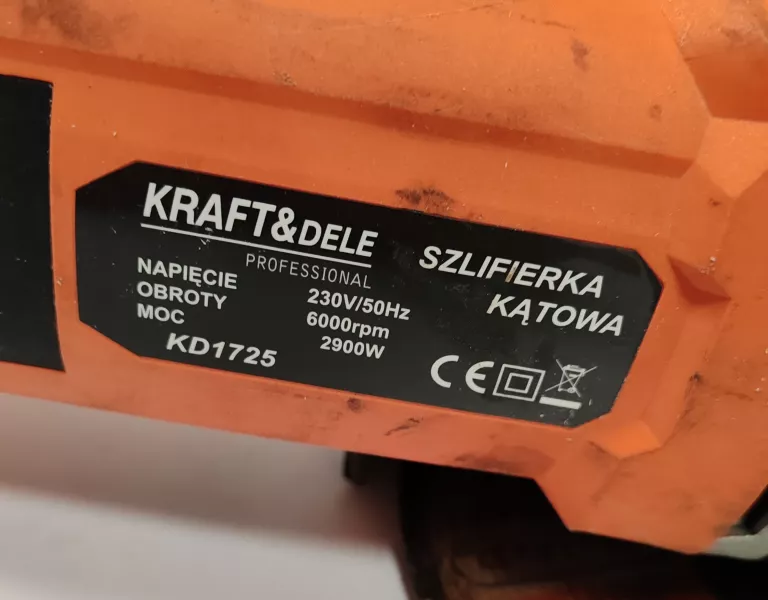 KRAFT&DELE
PROFESSIONAL
SZLIFIERKA
KĄTOWA
NAPIĘCIE 230V/50Hz
OBROTY 6000rpm
MOC 2900W
KD1725
CE